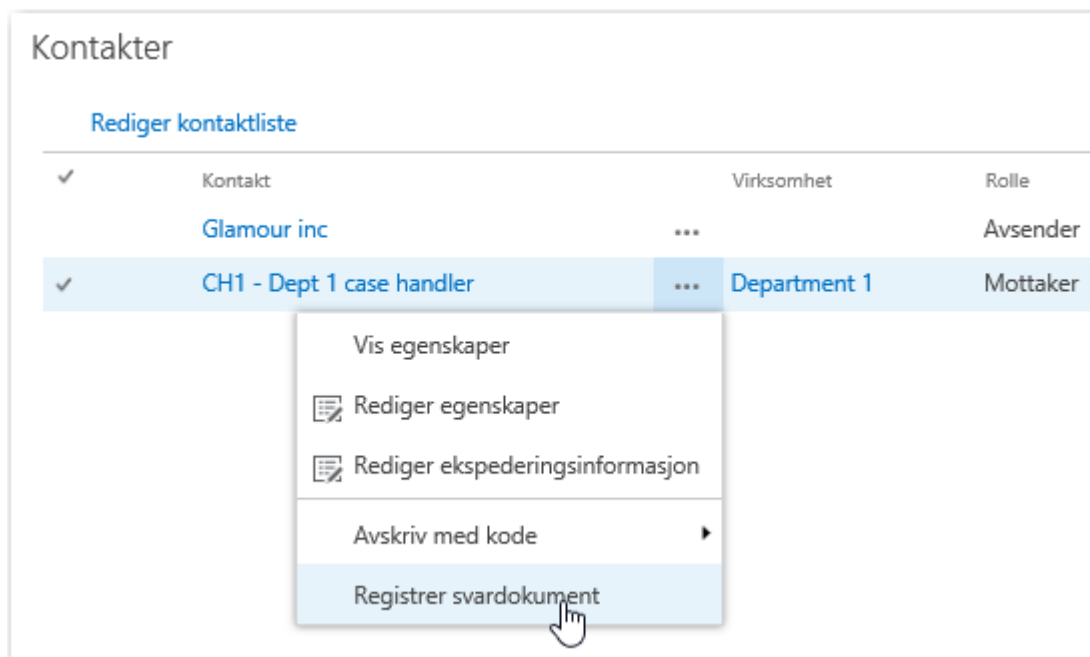 Kontakter
Rediger kontaktliste
Kontakt Virksomhet Rolle
Glamour inc ... Avsender
CH1 - Dept 1 case handler ... Department 1 Mottaker
Vis egenskaper
Rediger egenskaper
Rediger ekspederingsinformasjon
Avskriv med kode
Registrer svardokument